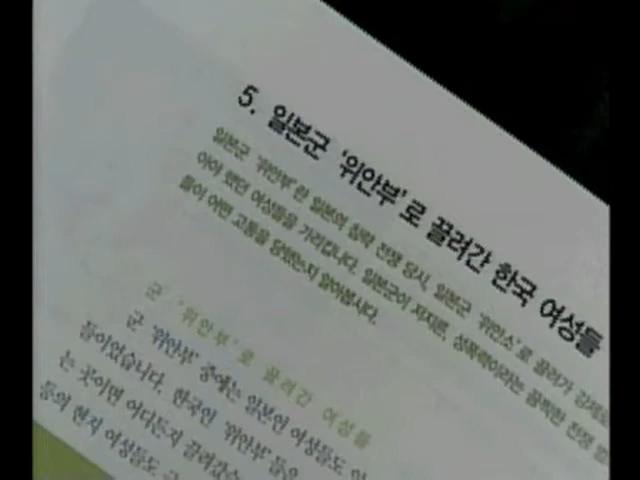 5. 일본군 '위안부'로 끌려간 한국 여성들
일본군 '위안부'란 일본의 침략 전쟁 당시, 일본군 '위안소'로 끌려가 강제로
아야 했던 여성들을 가리킵니다. 일본군이 저지른, 성폭력이라는 끔찍한 전쟁
들이 어떤 고통을 당했는지 알아봅시다.
군 '위안부'로 끌려간 여성들
군 '위안부' 중에는 일본인 여성들도
들이었습니다. 한국인 '위안부'들은
는 곳이면 어디든지 끌려갔습
들의 현지 여성들도